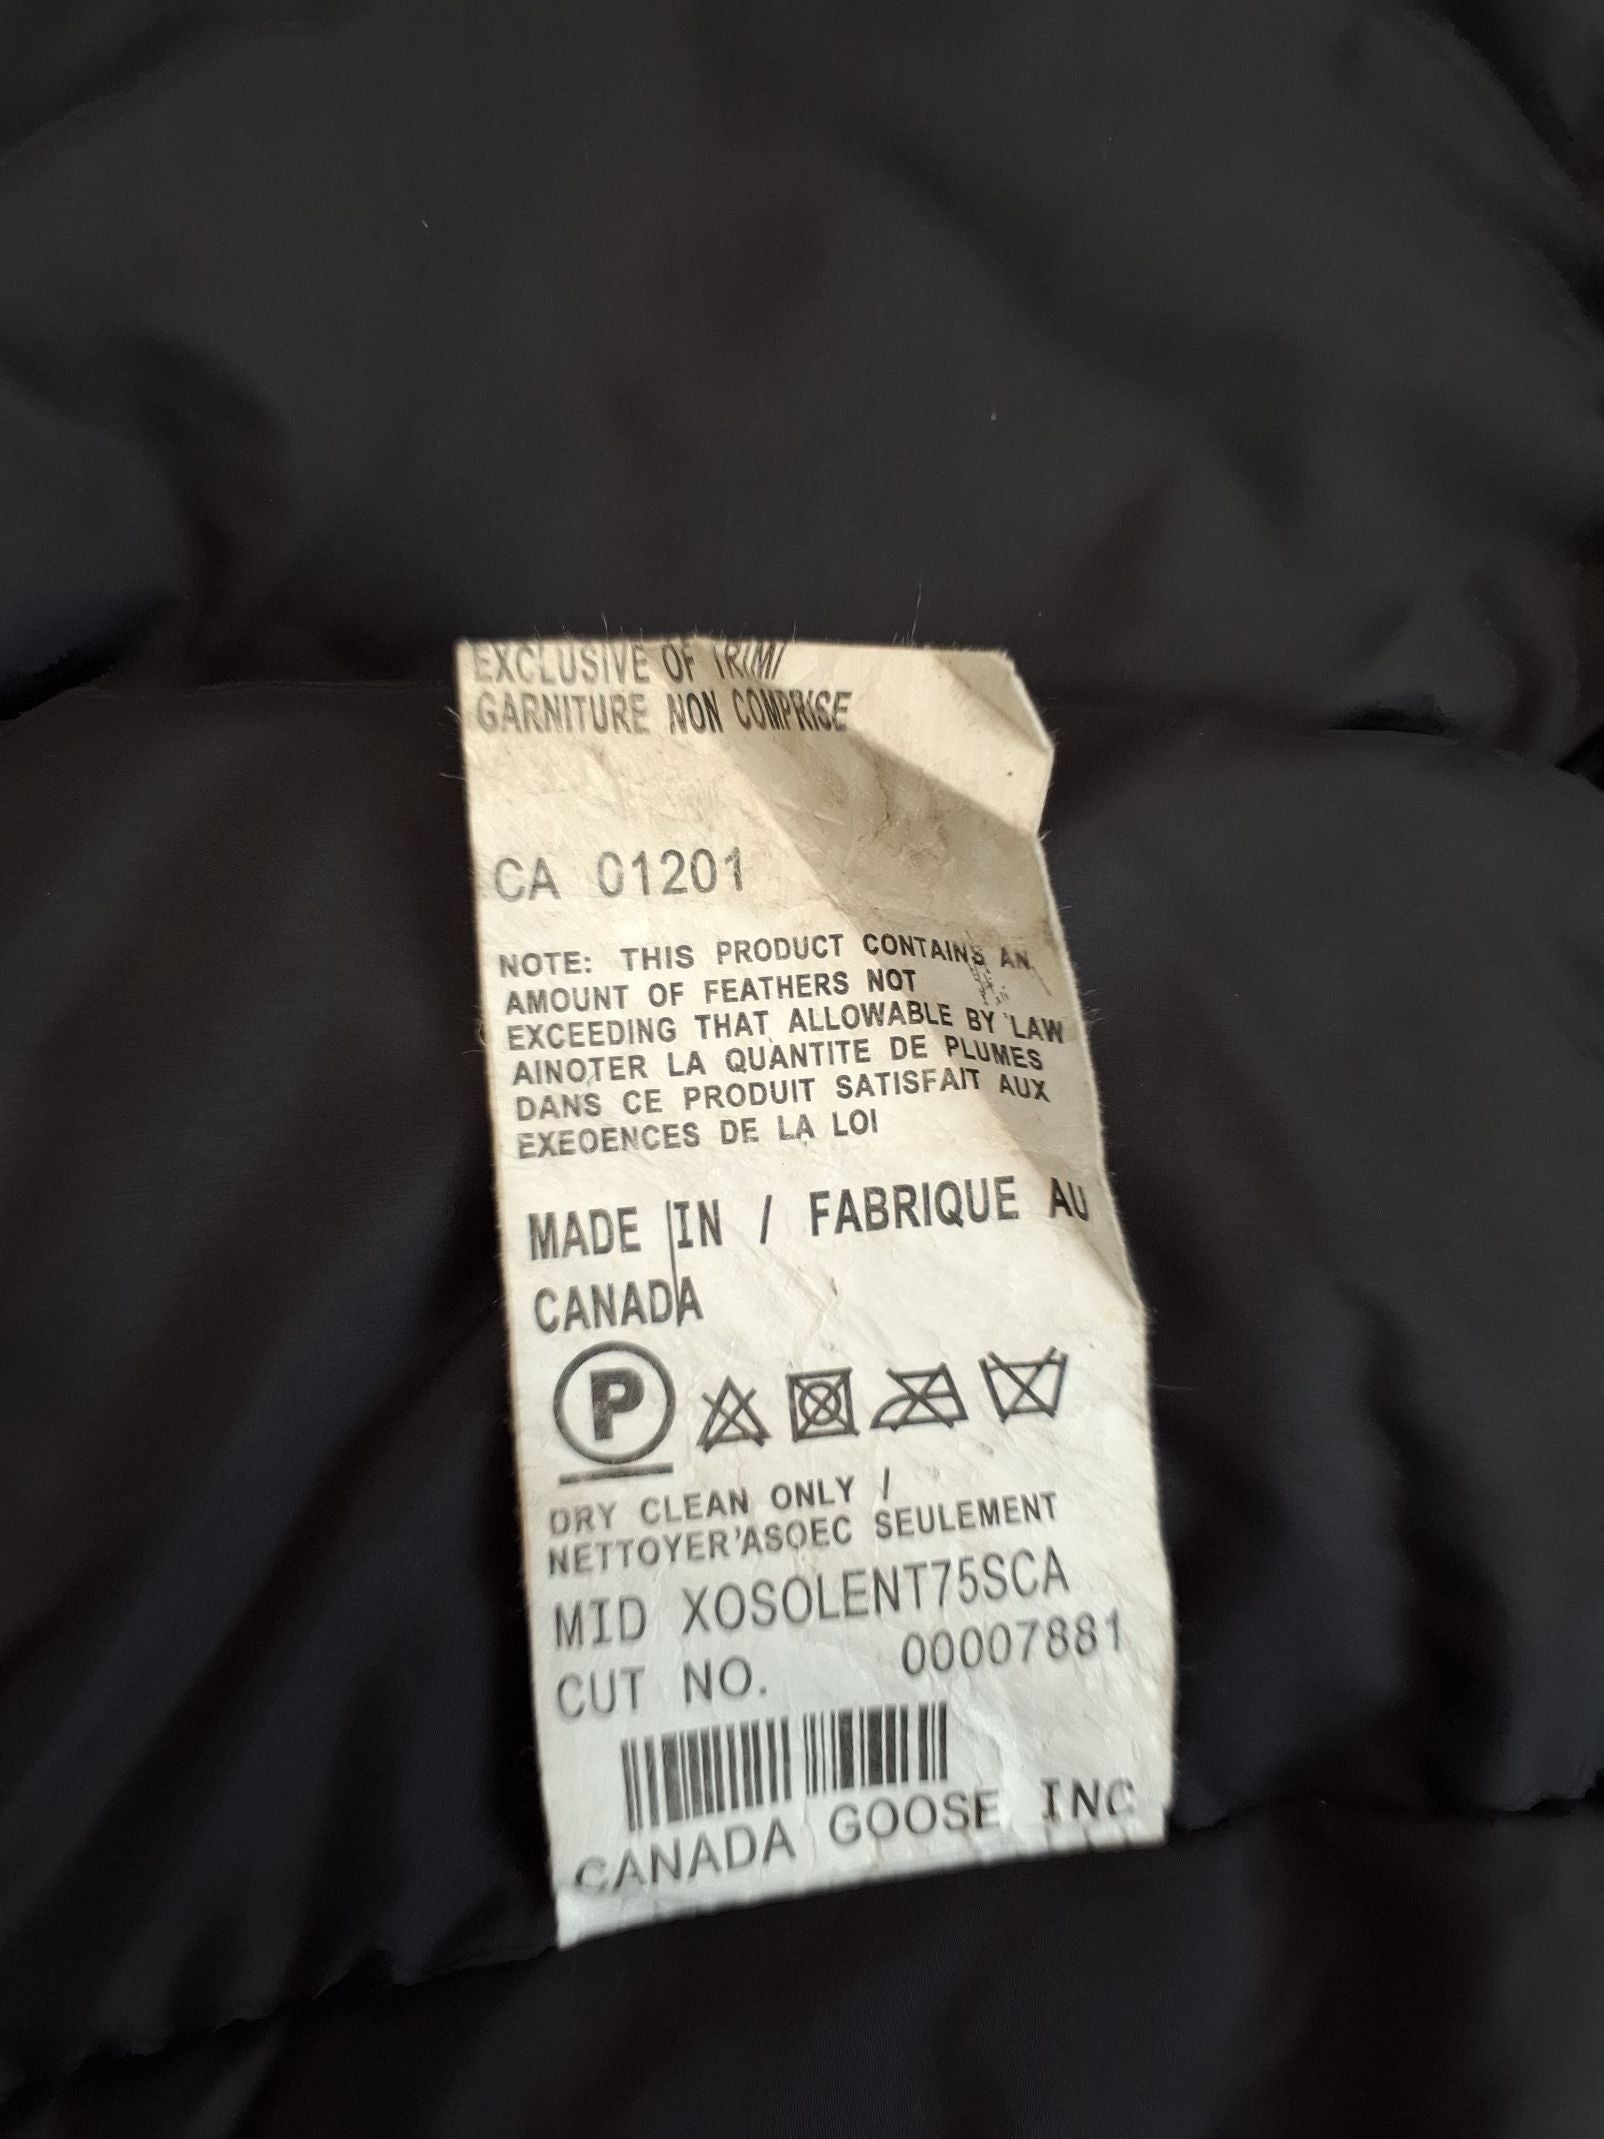 EXCLUSIVE OF TRIM/
GARNITURE NON COMPRISE
CA 01201
NOTE: THIS PRODUCT CONTAINS AN
AMOUNT OF FEATHERS NOT
EXCEEDING THAT ALLOWABLE BY LAW
AINOTER LA QUANTITE DE PLUMES
DANS CE PRODUIT SATISFAIT AUX
EXEOENCES DE LA LOI
MADE IN / FABRIQUE AU
CANADA
P
DRY CLEAN ONLY /
NETTOYER'ASOEC SEULEMENT
MID XOSOLENT75SCA
CUT NO. 00007881
CANADA GOOSE INC